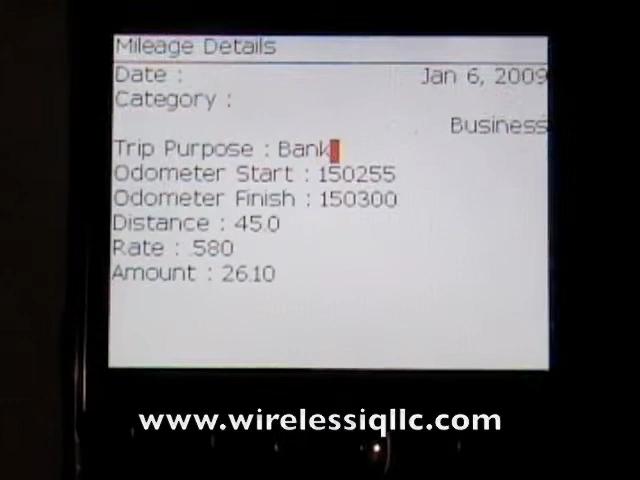 Mileage Details
Date : Jan 6, 2009
Category :
Business
Trip Purpose : Bank
Odometer Start : 150255
Odometer Finish : 150300
Distance : 45.0
Rate : .580
Amount : 26.10
www.wirelessiqllc.com